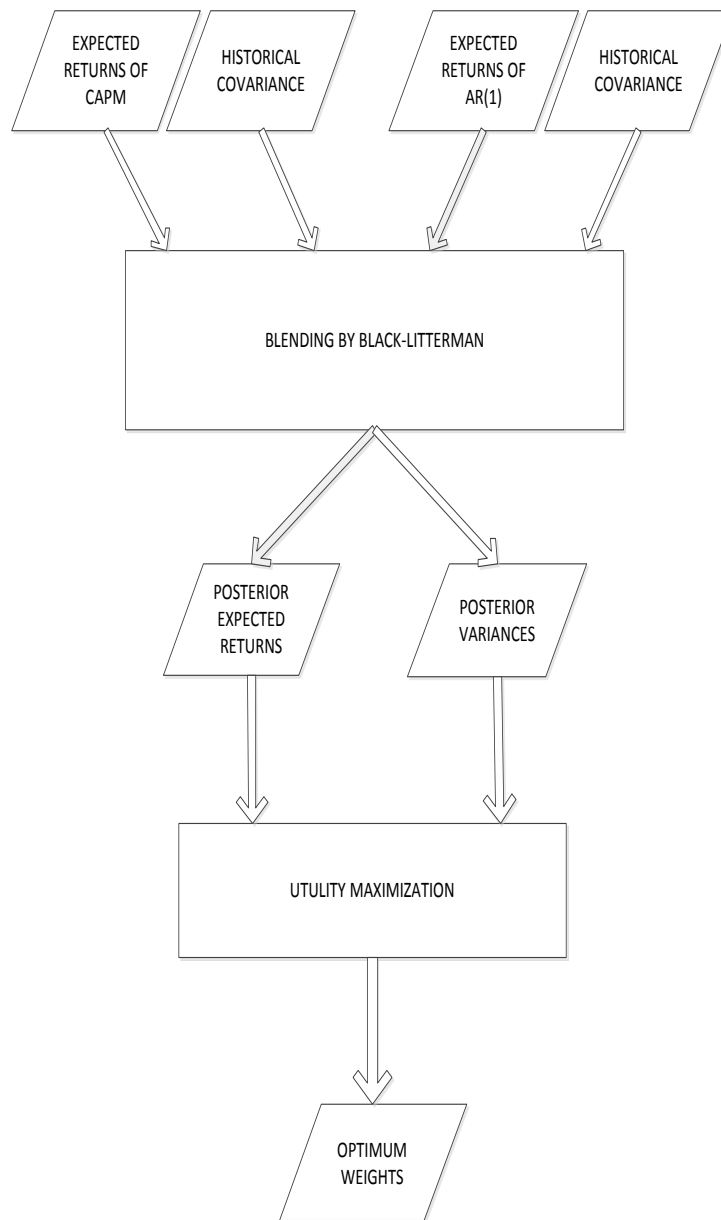 EXPECTED
RETURNS OF
CAPM
HISTORICAL
COVARIANCE
EXPECTED
RETURNS OF
AR(1)
HISTORICAL
COVARIANCE
BLENDING BY BLACK-LITTERMAN
POSTERIOR
EXPECTED
RETURNS
POSTERIOR
VARIANCES
UTULITY MAXIMIZATION
OPTIMUM
WEIGHTS